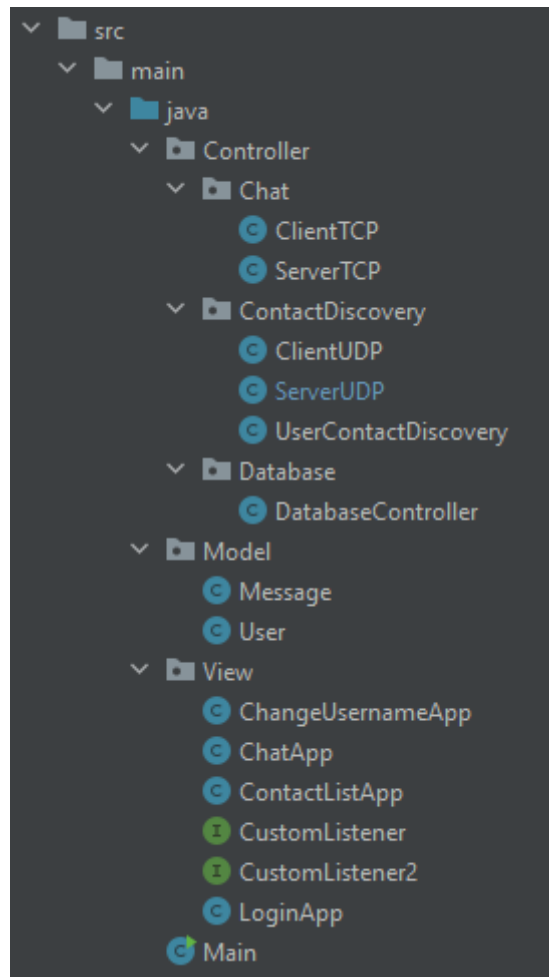 src
main
java
Controller
Chat
C ClientTCP
C ServerTCP
ContactDiscovery
C ClientUDP
C ServerUDP
C UserContactDiscovery
Database
C DatabaseController
Model
C Message
C User
View
C ChangeUsernameApp
C ChatApp
C ContactListApp
I CustomListener
I CustomListener2
C LoginApp
C Main